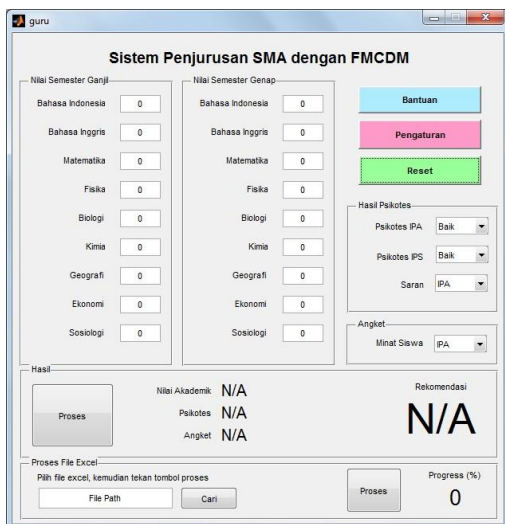 guru
Sistem Penjurusan SMA dengan FMCDM
Nilai Semester Ganjil
Bahasa Indonesia 0
Bahasa Inggris 0
Matematika 0
Fisika 0
Biologi 0
Kimia 0
Geografi 0
Ekonomi 0
Sosiologi 0
Nilai Semester Genap
Bahasa Indonesia 0
Bahasa Inggris 0
Matematika 0
Fisika 0
Biologi 0
Kimia 0
Geografi 0
Ekonomi 0
Sosiologi 0
Bantuan
Pengaturan
Reset
Hasil Psikotes
Psikotes IPA Baik
Psikotes IPS Baik
Saran IPA
Angket
Minat Siswa IPA
Hasil
Proses
Nilai Akademik N/A
Psikotes N/A
Angket N/A
Rekomendasi
N/A
Proses File Excel
Pilih file excel, kemudian tekan tombol proses
File Path Cari
Proses
Progress (%)
0